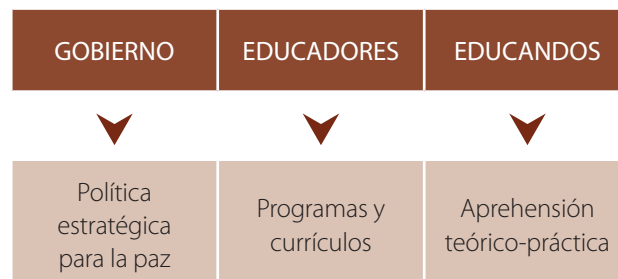 GOBIERNO
EDUCADORES
EDUCANDOS
Política
estratégica
para la paz
Programas y
currículos
Aprehensión
teórico-práctica